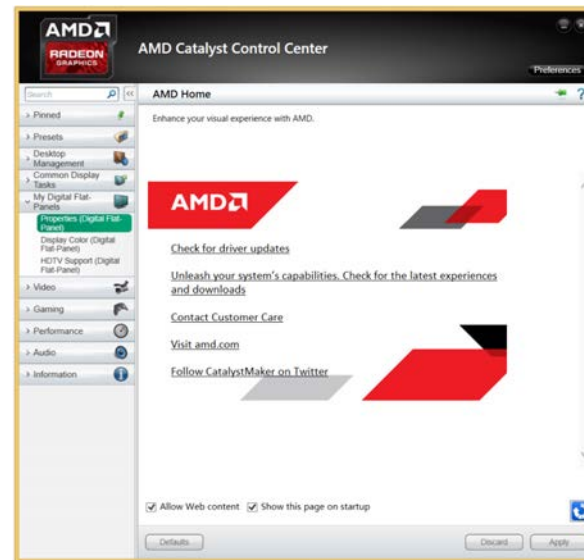 AMD
RADEON
GRAPHICS
AMD Catalyst Control Center
Preferences
Search
«
AMD Home
?
> Pinned
Enhance your visual experience with AMD.
> Presets
> Desktop
Management
> Common Display
Tasks
My Digital Flat-
Panels
Properties (Digital Flat-
Panel)
Display Color (Digital
Flat-Panel)
HDTV Support (Digital
Flat-Panel)
> Video
> Gaming
> Performance
> Audio
> Information
AMD
Check for driver updates
Unleash your system's capabilities. Check for the latest experiences
and downloads
Contact Customer Care
Visit amd.com
Follow CatalystMaker on Twitter
Allow Web content
Show this page on startup
Defaults
Discard
Apply